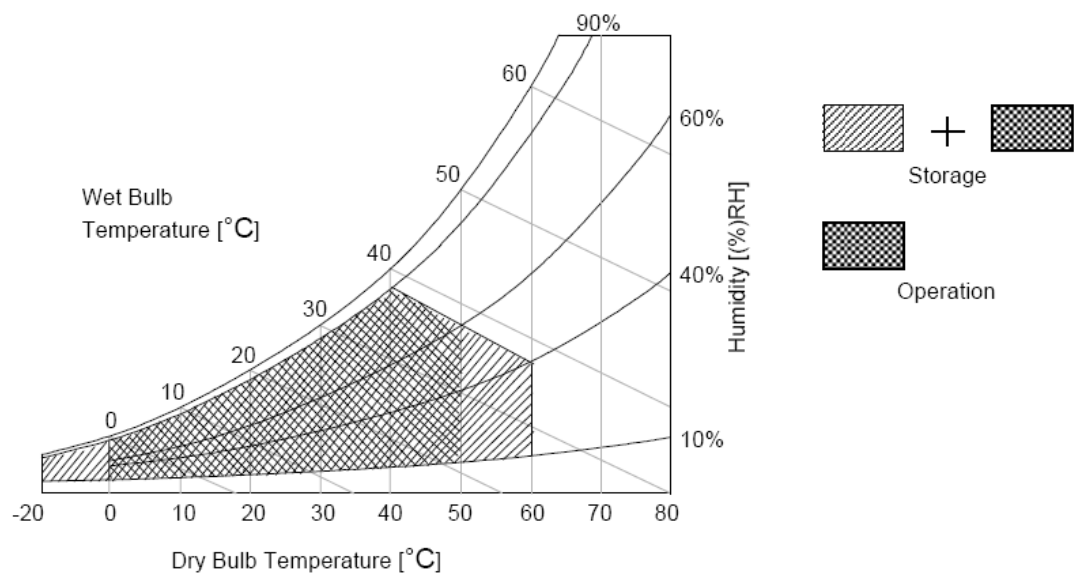 90%
60
60%
50
Wet Bulb
Temperature [°C]
Storage
40
40%
Humidity [(%)RH]
30
Operation
20
10
0
10%
-20 0 10 20 30 40 50 60 70 80
Dry Bulb Temperature [°C]